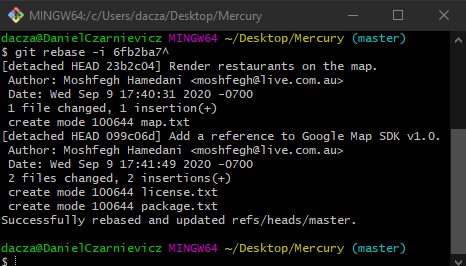 MINGW64:/c/Users/dacza/Desktop/Mercury
dacza@DanielCzarnievicz MINGW64 ~/Desktop/Mercury (master)
$ git rebase -i 6fb2ba7^
[detached HEAD 23b2c04] Render restaurants on the map.
 Author: Moshfegh Hamedani <moshfegh@live.com.au>
 Date: Wed Sep 9 17:40:31 2020 -0700
 1 file changed, 1 insertion(+)
 create mode 100644 map.txt
[detached HEAD 099c06d] Add a reference to Google Map SDK v1.0.
 Author: Moshfegh Hamedani <moshfegh@live.com.au>
 Date: Wed Sep 9 17:41:49 2020 -0700
 2 files changed, 2 insertions(+)
 create mode 100644 license.txt
 create mode 100644 package.txt
Successfully rebased and updated refs/heads/master.
dacza@DanielCzarnievicz MINGW64 ~/Desktop/Mercury (master)
$